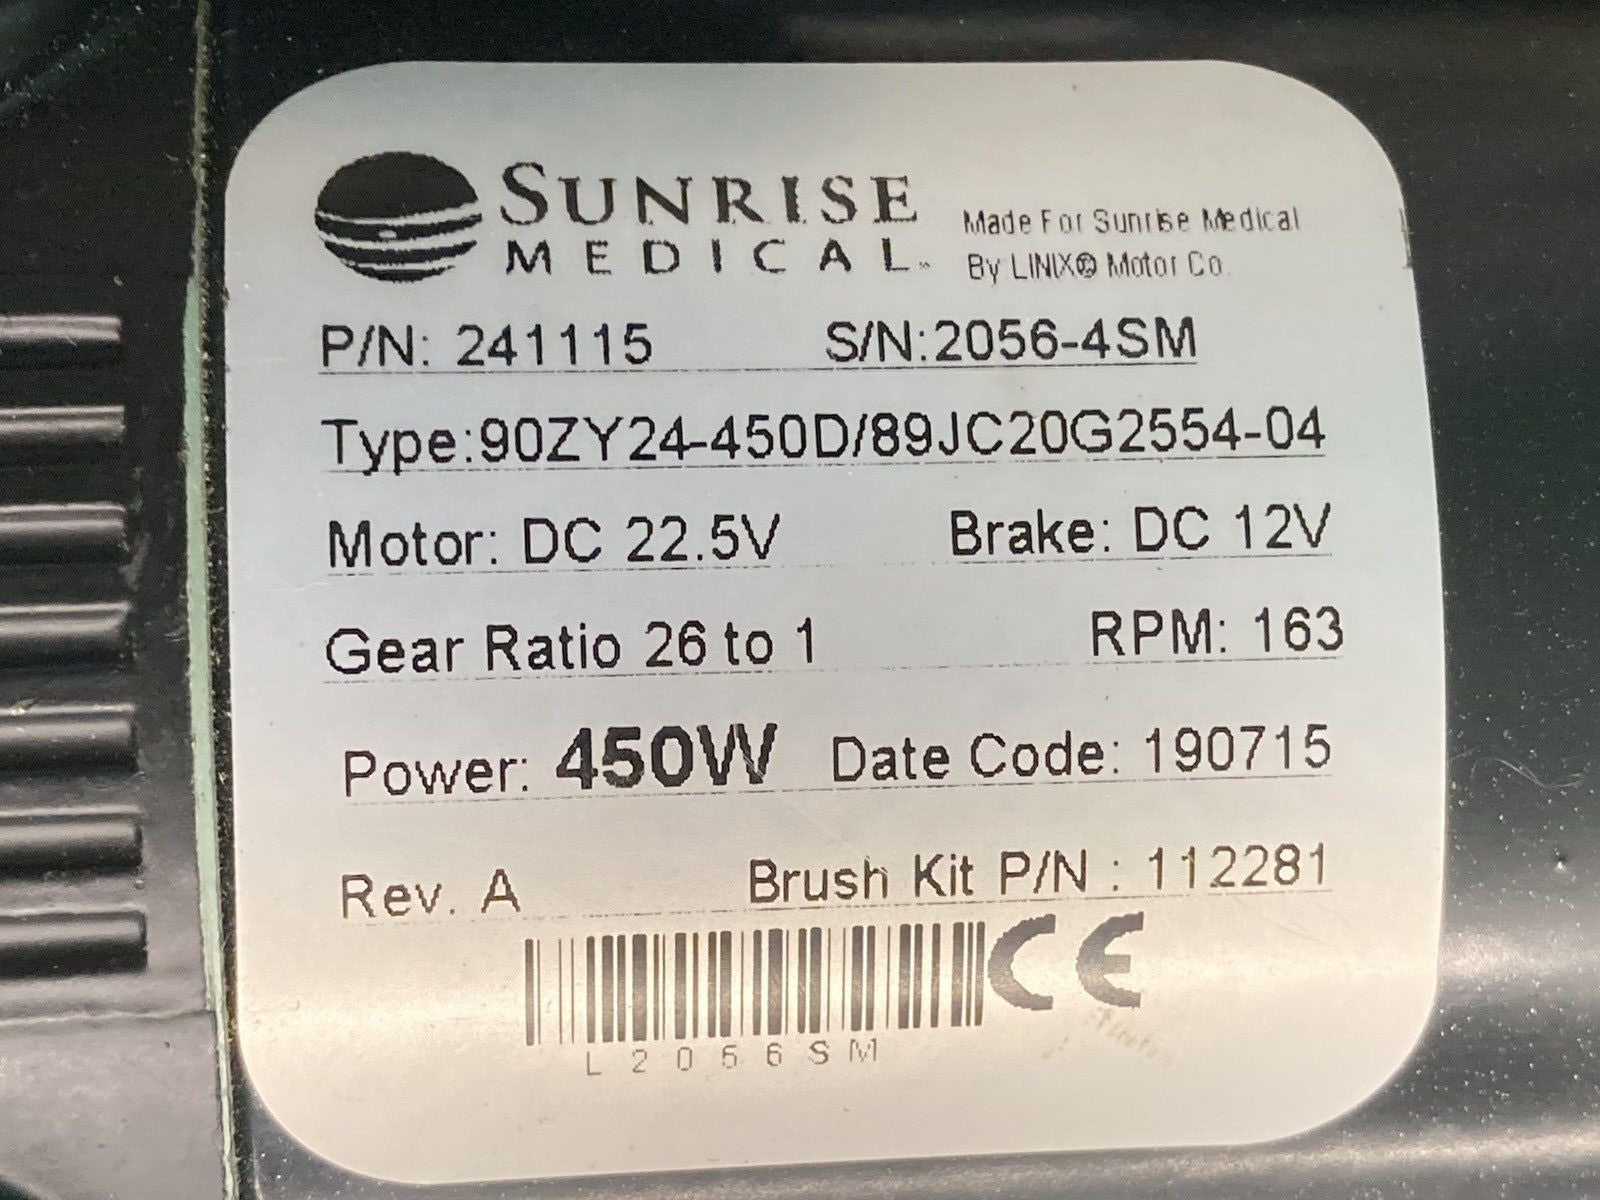 SUNRISE
MEDICAL™
Made For Sunrise Medical
By LINIX® Motor Co.
P/N: 241115 S/N:2056-4SM
Type:90ZY24-450D/89JC20G2554-04
Motor: DC 22.5V Brake: DC 12V
Gear Ratio 26 to 1 RPM: 163
Power: 450W Date Code: 190715
Rev. A Brush Kit P/N : 112281
CE
L2056SM